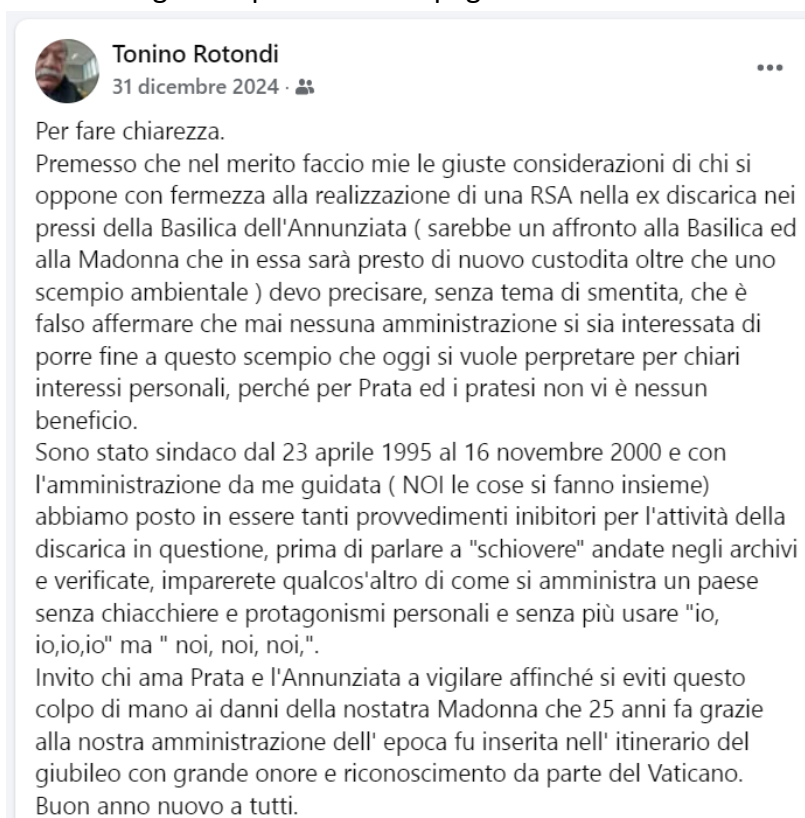 Tonino Rotondi
31 dicembre 2024 ·
Per fare chiarezza.
Premesso che nel merito faccio mie le giuste considerazioni di chi si
oppone con fermezza alla realizzazione di una RSA nella ex discarica nei
pressi della Basilica dell'Annunziata ( sarebbe un affronto alla Basilica ed
alla Madonna che in essa sarà presto di nuovo custodita oltre che uno
scempio ambientale ) devo precisare, senza tema di smentita, che è
falso affermare che mai nessuna amministrazione si sia interessata di
porre fine a questo scempio che oggi si vuole perpretare per chiari
interessi personali, perché per Prata ed i pratesi non vi è nessun
beneficio.
Sono stato sindaco dal 23 aprile 1995 al 16 novembre 2000 e con
l'amministrazione da me guidata ( NOI le cose si fanno insieme)
abbiamo posto in essere tanti provvedimenti inibitori per l'attività della
discarica in questione, prima di parlare a "schiovere" andate negli archivi
e verificate, imparerete qualcos'altro di come si amministra un paese
senza chiacchiere e protagonismi personali e senza più usare "io,
io,io,io" ma " noi, noi, noi,".
Invito chi ama Prata e l'Annunziata a vigilare affinché si eviti questo
colpo di mano ai danni della nostatra Madonna che 25 anni fa grazie
alla nostra amministrazione dell' epoca fu inserita nell' itinerario del
giubileo con grande onore e riconoscimento da parte del Vaticano.
Buon anno nuovo a tutti.